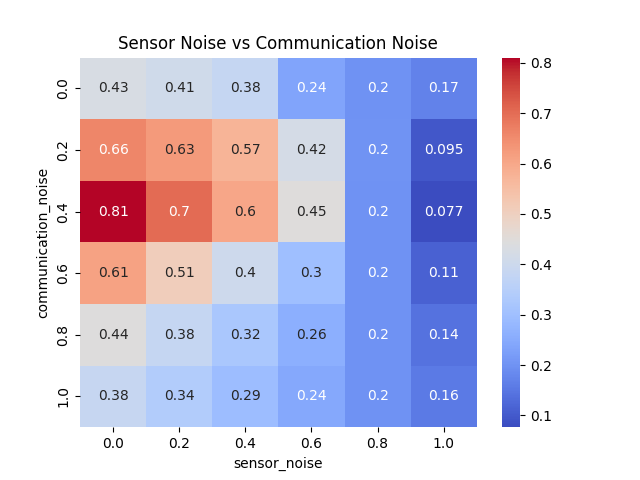 Sensor Noise vs Communication Noise
communication_noise
0.0 0.43 0.41 0.38 0.24 0.2 0.17
0.2 0.66 0.63 0.57 0.42 0.2 0.095
0.4 0.81 0.7 0.6 0.45 0.2 0.077
0.6 0.61 0.51 0.4 0.3 0.2 0.11
0.8 0.44 0.38 0.32 0.26 0.2 0.14
1.0 0.38 0.34 0.29 0.24 0.2 0.16
0.0 0.2 0.4 0.6 0.8 1.0
sensor_noise
0.8
0.7
0.6
0.5
0.4
0.3
0.2
0.1